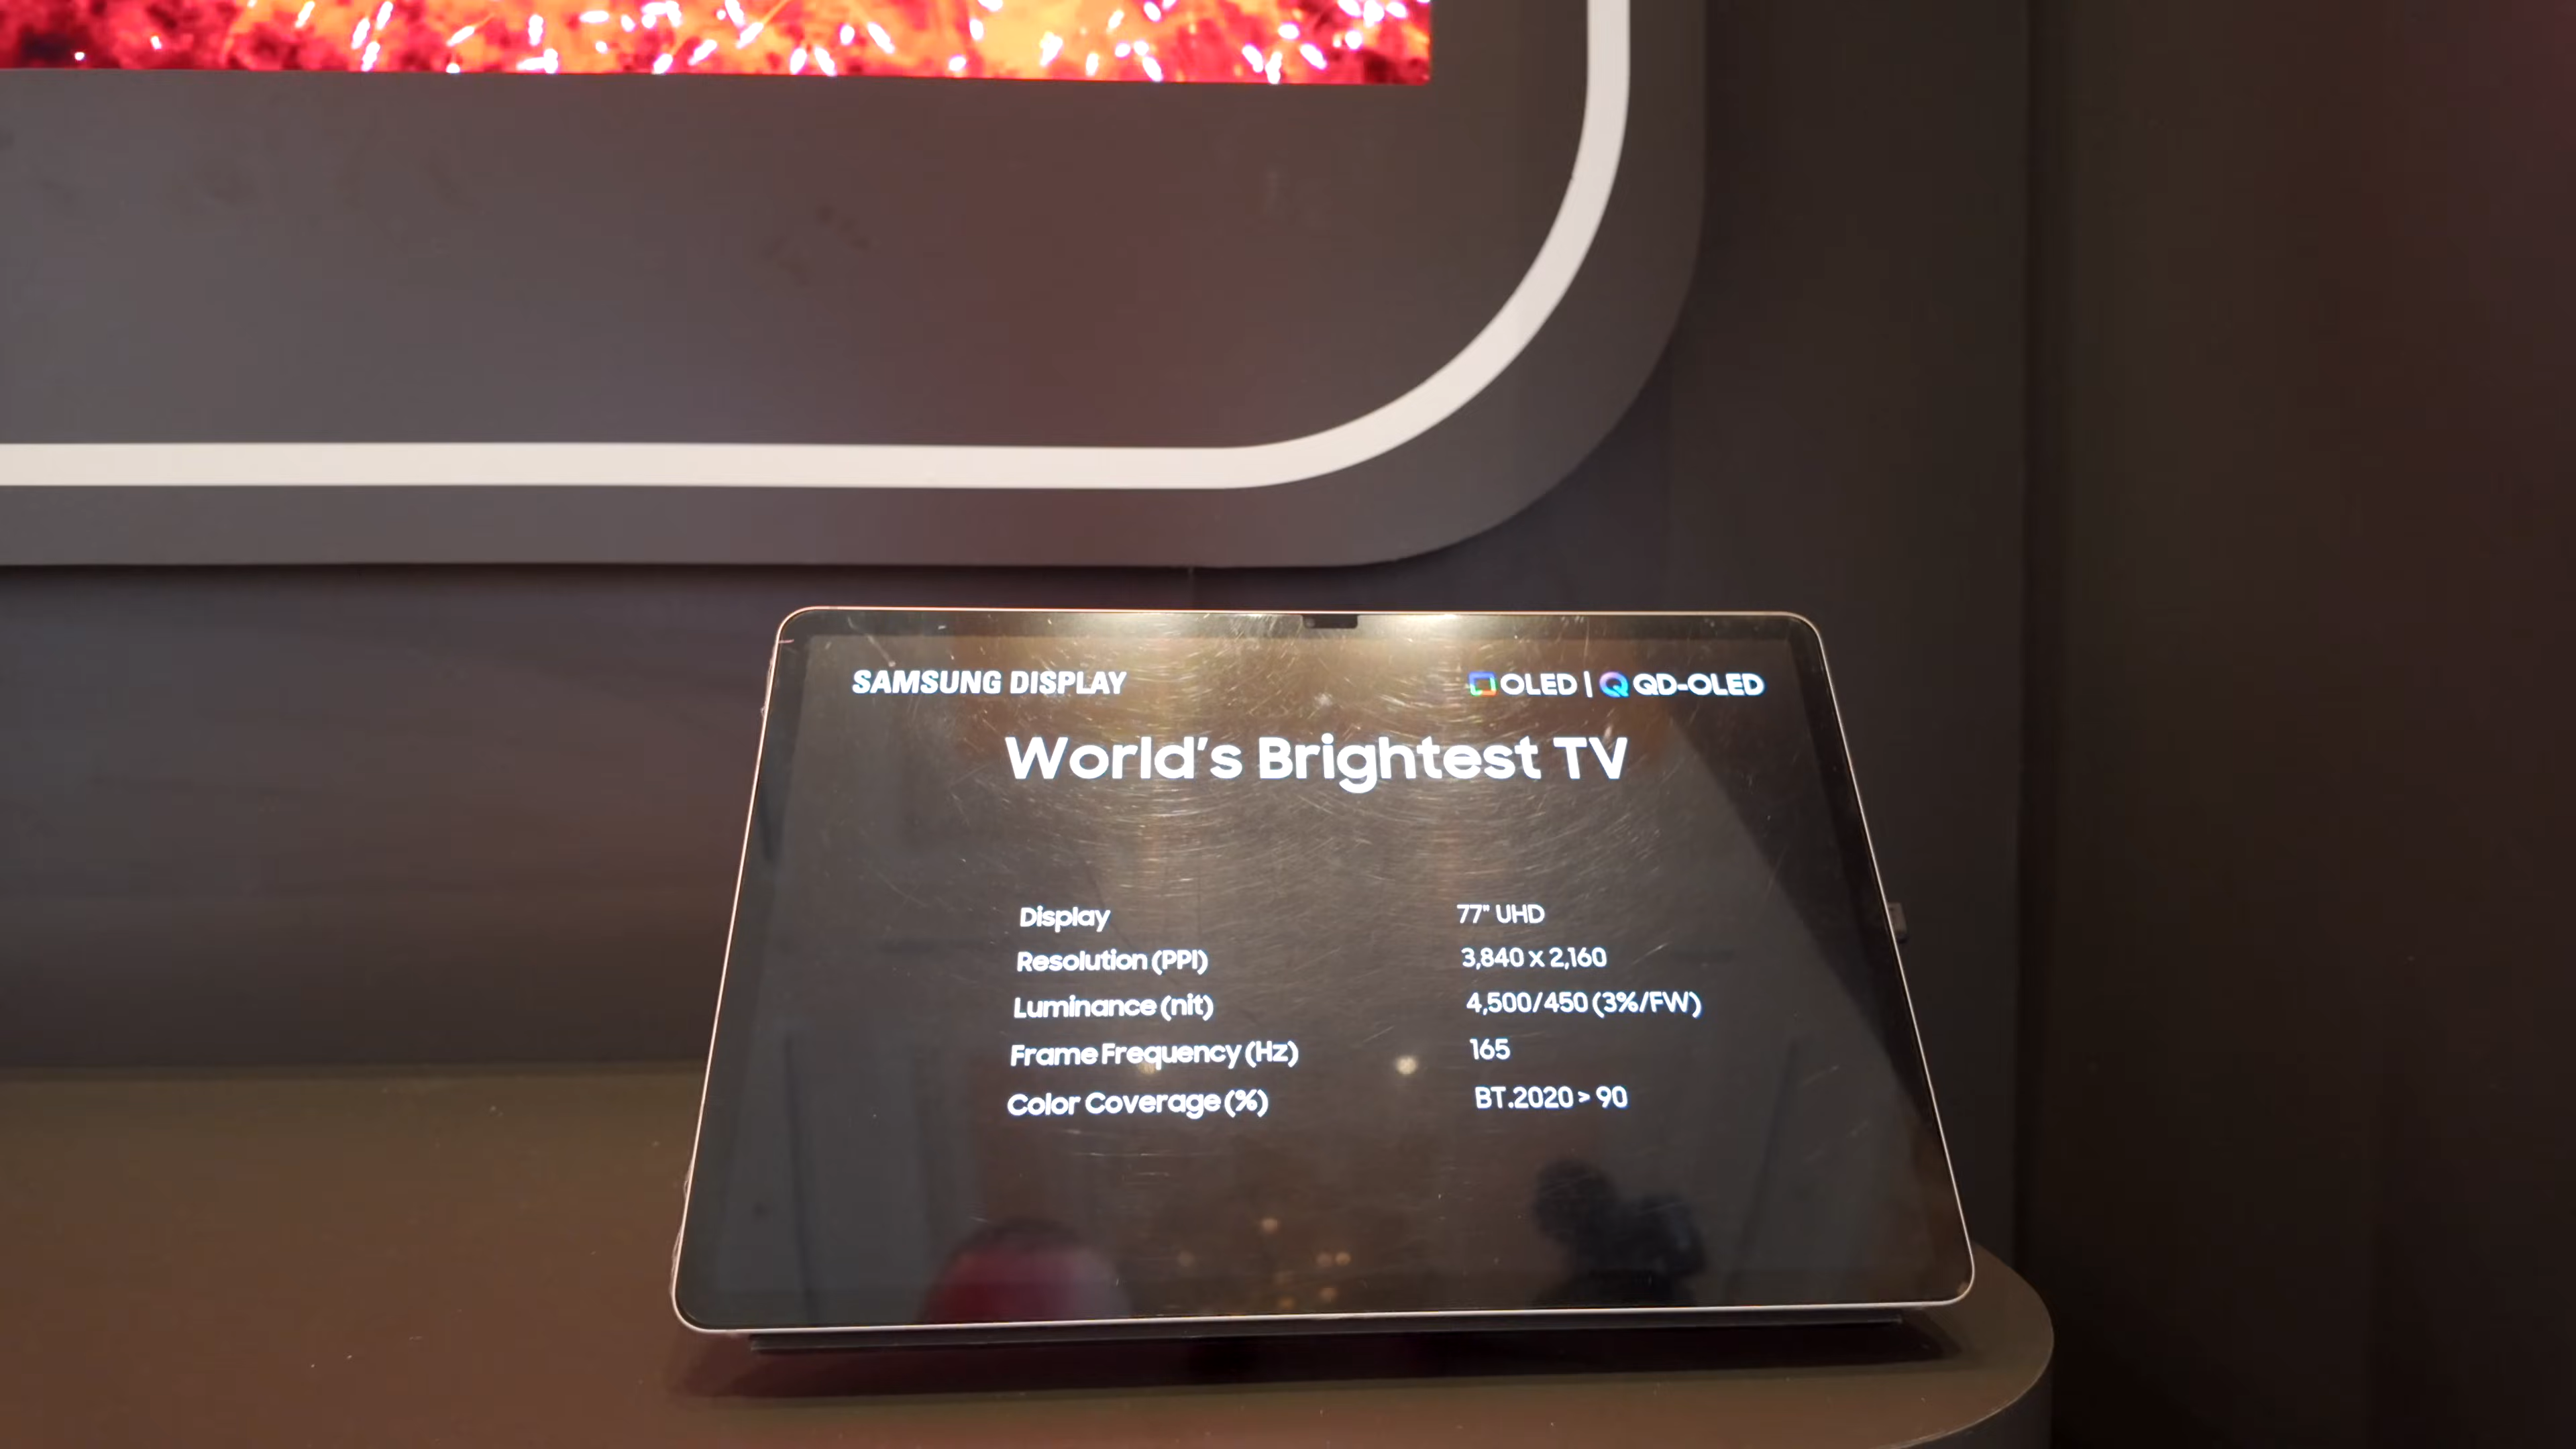 SAMSUNG DISPLAY
OLED | QD-OLED
World's Brightest TV
Display 77" UHD
Resolution (PPI) 3,840 x 2,160
Luminance (nit) 4,500/450 (3%/FW)
Frame Frequency (Hz) 165
Color Coverage (%) BT.2020 > 90